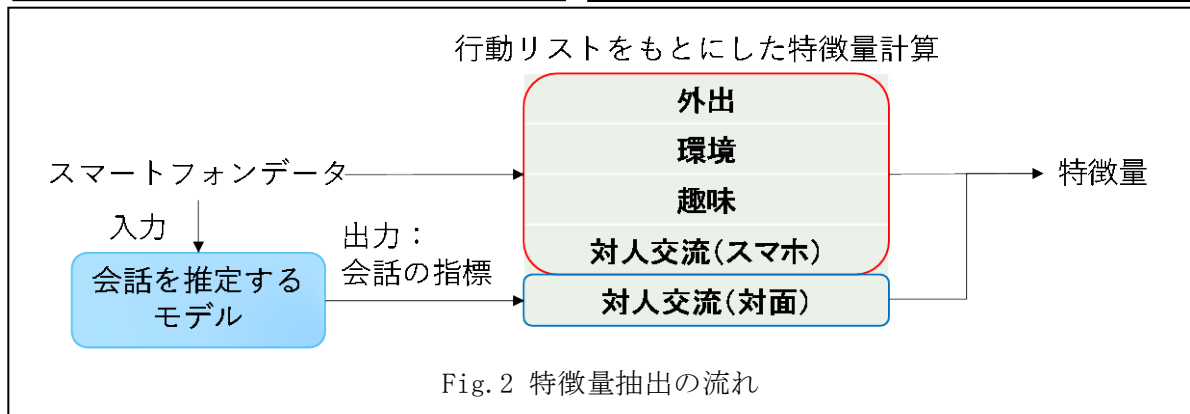 行動リストをもとにした特徴量計算
外出
環境
スマートフォンデータ
特徴量
趣味
入力
出力：
会話の指標
対人交流(スマホ)
会話を推定する
モデル
対人交流(対面)
Fig.2 特徴量抽出の流れ